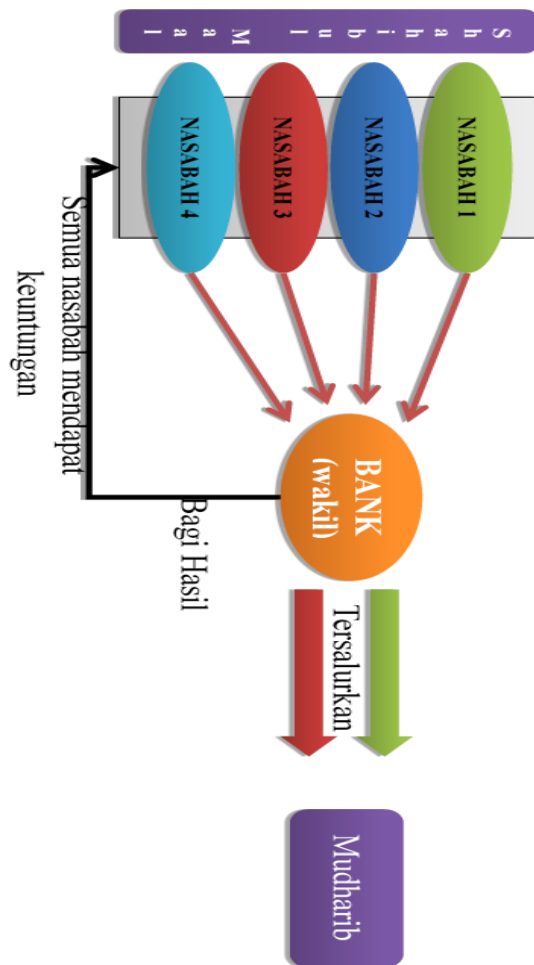 Shahibul Maal
NASABAH 1
NASABAH 2
NASABAH 3
NASABAH 4
BANK
(wakil)
Tersalurkan
Mudharib
Bagi Hasil
Semua nasabah mendapat
keuntungan